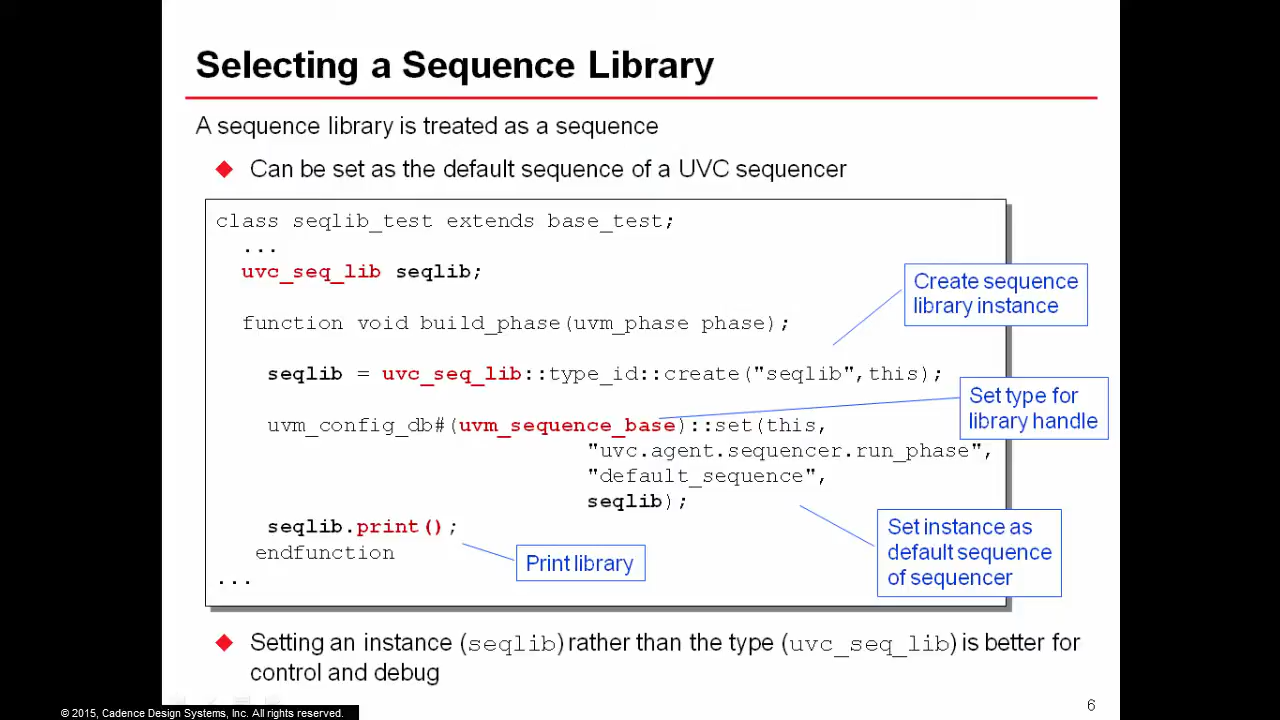 Selecting a Sequence Library
A sequence library is treated as a sequence
Can be set as the default sequence of a UVC sequencer
class seqlib_test extends base_test;
...
uvc_seq_lib seqlib;
function void build_phase(uvm_phase phase);
seqlib = uvc_seq_lib::type_id::create("seqlib",this);
uvm_config_db#(uvm_sequence_base)::set(this,
"uvc.agent.sequencer.run_phase",
"default_sequence",
seqlib);
seqlib.print();
endfunction
...
Create sequence
library instance
Set type for
library handle
Set instance as
default sequence
of sequencer
Print library
Setting an instance (seqlib) rather than the type (uvc_seq_lib) is better for
control and debug
6
© 2015, Cadence Design Systems, Inc. All rights reserved.